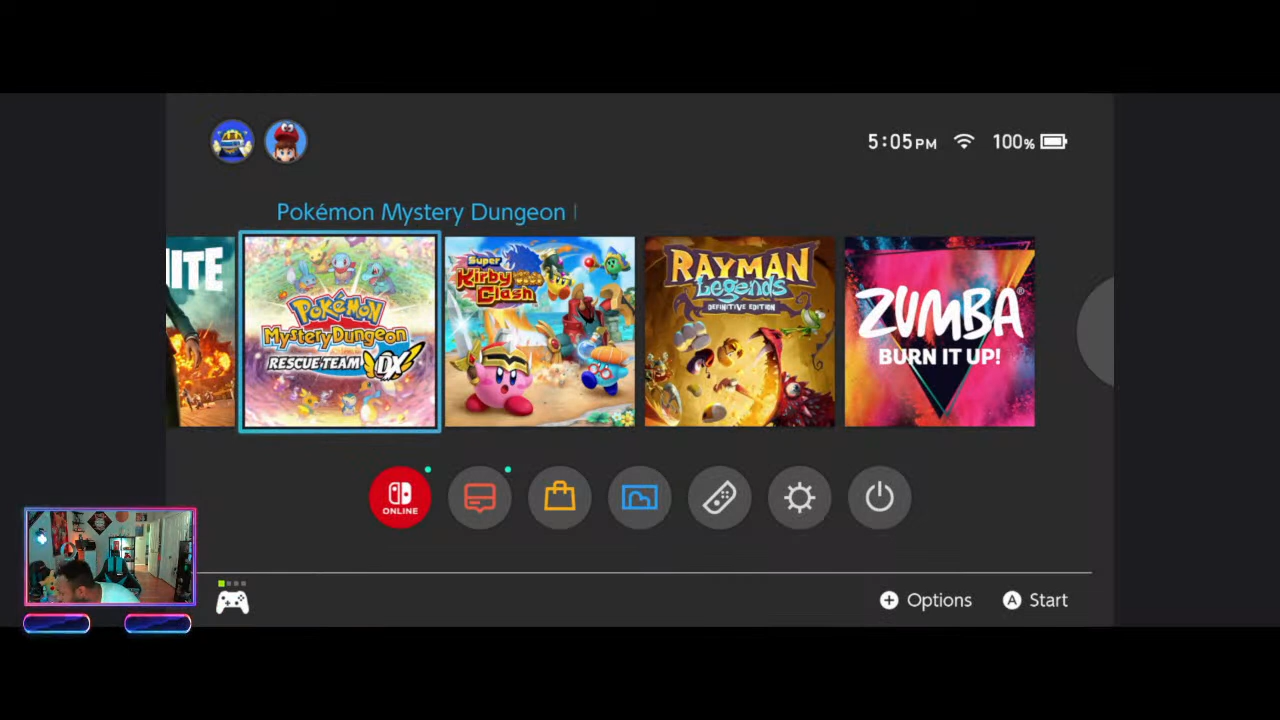 5:05PM 100%
Pokémon Mystery Dungeon
ITE
POKÉMON
Mystery Dungeon
RESCUE TEAM DX
Super
Kirby
Clash
RAYMAN
Legends
DEFINITIVE EDITION
ZUMBA®
BURN IT UP!
ONLINE
+ Options A Start